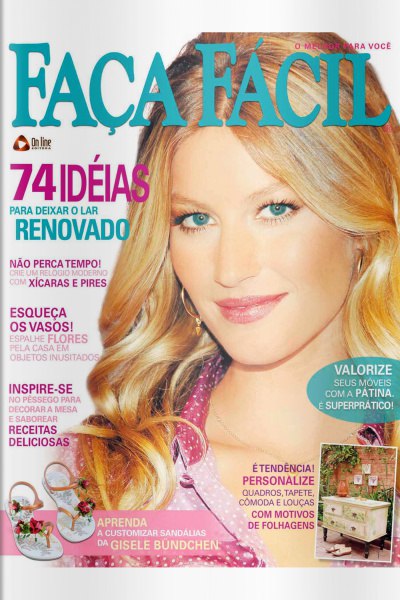 O MELHOR PARA VOCÊ
FAÇA FÁCIL
On line
EDITORA
74 IDÉIAS
PARA DEIXAR O LAR
RENOVADO
NÃO PERCA TEMPO!
CRIE UM RELÓGIO MODERNO
COM XÍCARAS E PIRES
ESQUEÇA
OS VASOS!
ESPALHE FLORES
PELA CASA EM
OBJETOS INUSITADOS
INSPIRE-SE
NO PÊSSEGO PARA
DECORAR A MESA
E SABOREAR
RECEITAS
DELICIOSAS
VALORIZE
SEUS MÓVEIS
COM A PÁTINA.
É SUPERPRÁTICO!
É TENDÊNCIA!
PERSONALIZE
QUADROS, TAPETE,
CÔMODA E LOUÇAS
COM MOTIVOS
DE FOLHAGENS
APRENDA
A CUSTOMIZAR SANDÁLIAS
DA GISELE BÜNDCHEN